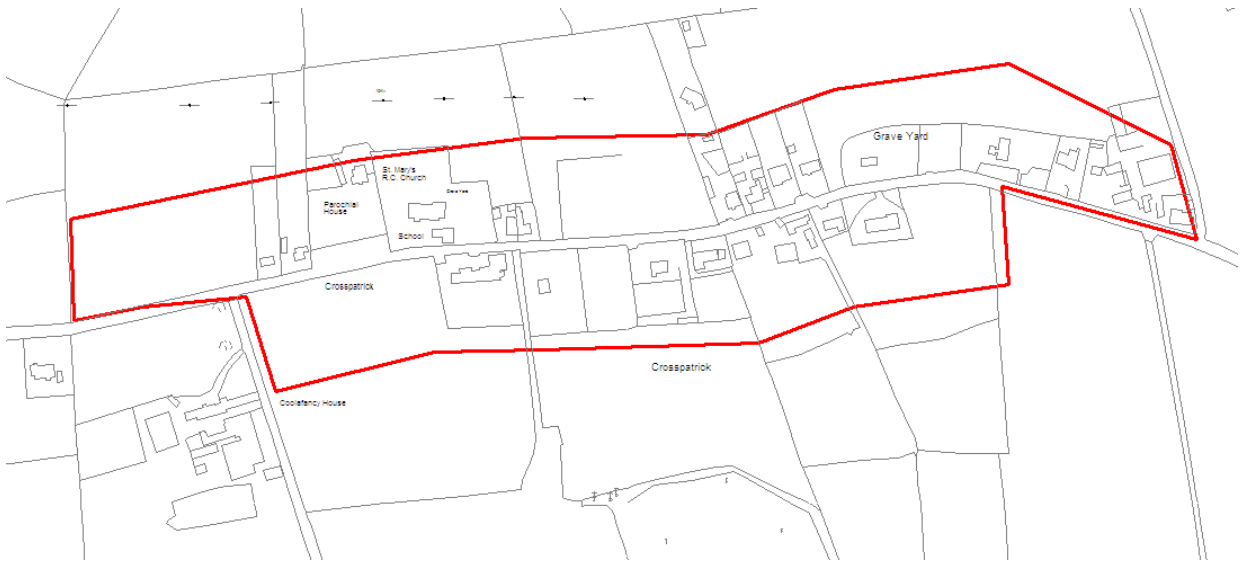 Grave Yard
St. Mary's
R.C. Church
Parochial
House
School
Crosspatrick
Crosspatrick
Coolafancy House